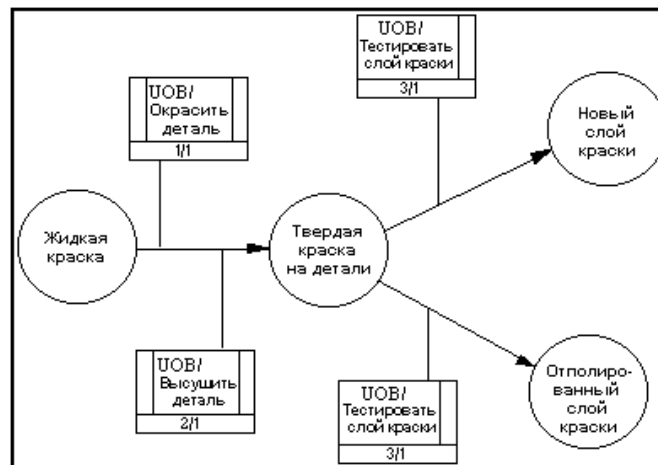 UOB/
Тестировать
слой краски
3/1
UOB/
Окрасить
деталь
1/1
Новый
слой
краски
Жидкая
краска
Твердая
краска
на детали
UOB/
Высушить
деталь
2/1
UOB/
Тестировать
слой краски
3/1
Отполиро-
ванный
слой
краски